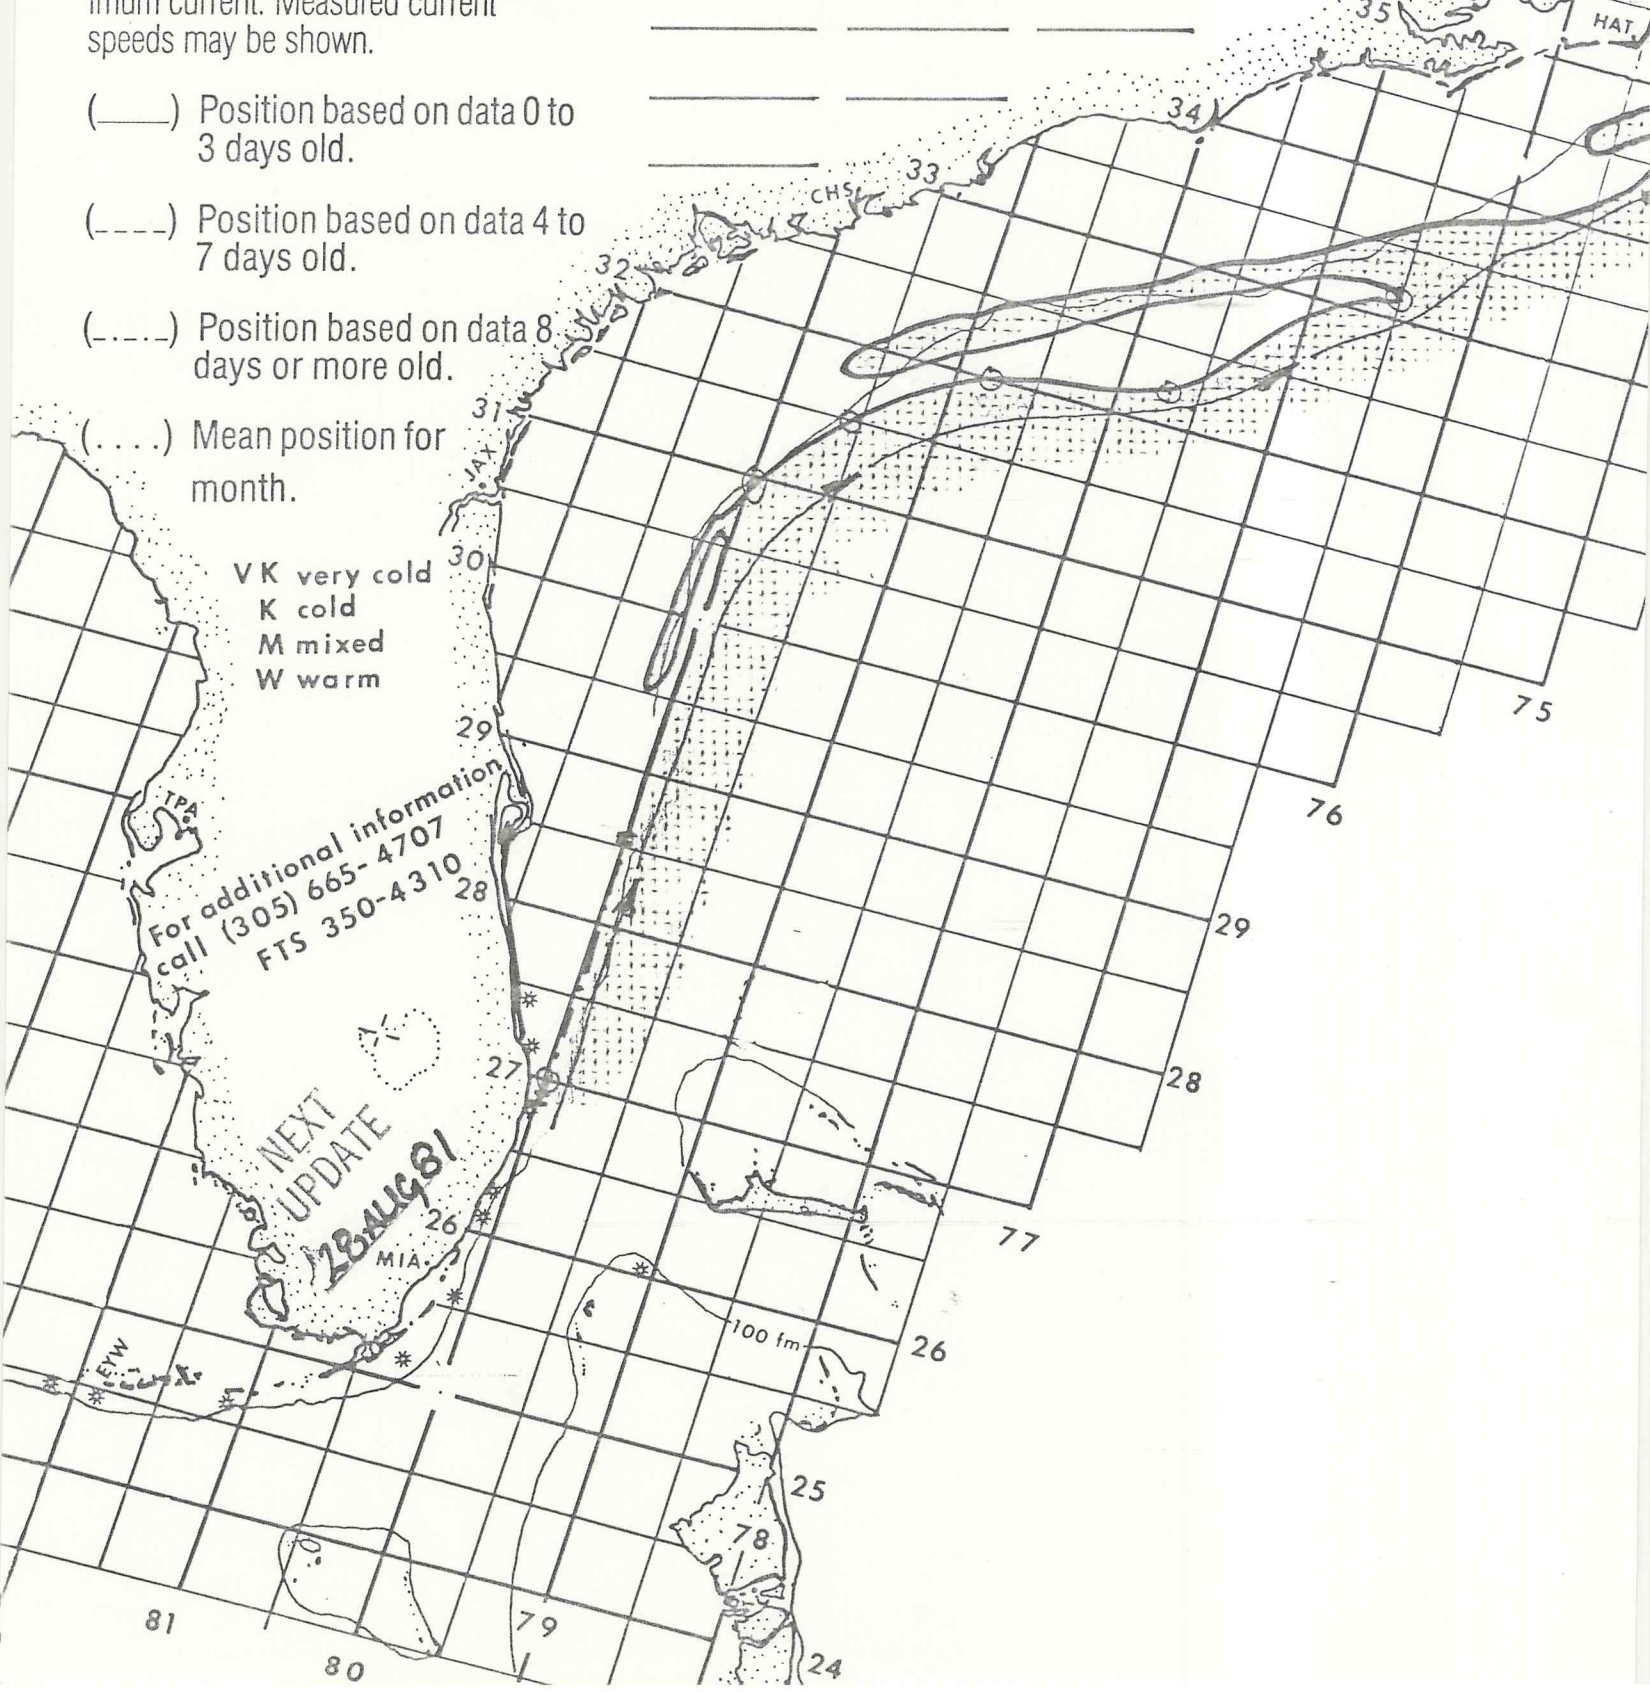 imum current. Measured current
speeds may be shown.
(____) Position based on data 0 to
3 days old.
(_ _ _ _) Position based on data 4 to
7 days old.
(_._._) Position based on data 8
days or more old.
(....) Mean position for
month.
VK very cold
K cold
M mixed
W warm
For additional information
call (305) 665-4707
FTS 350-4310
NEXT
UPDATE
28 AUG 81
35
HAT.
34
33
CHS
32
31
JAX
30
29
TPA
28
27
26
MIA.
EYW
100 fm
75
76
29
28
77
26
25
78
24
81
80
79